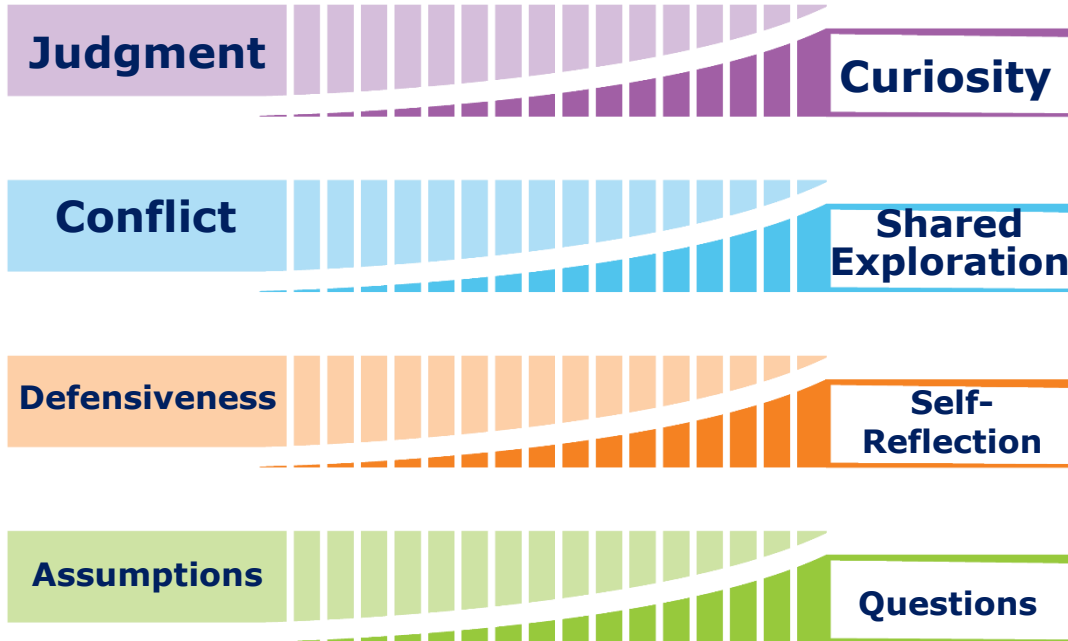 Judgment
Curiosity
Conflict
Shared
Exploration
Defensiveness
Self-
Reflection
Assumptions
Questions